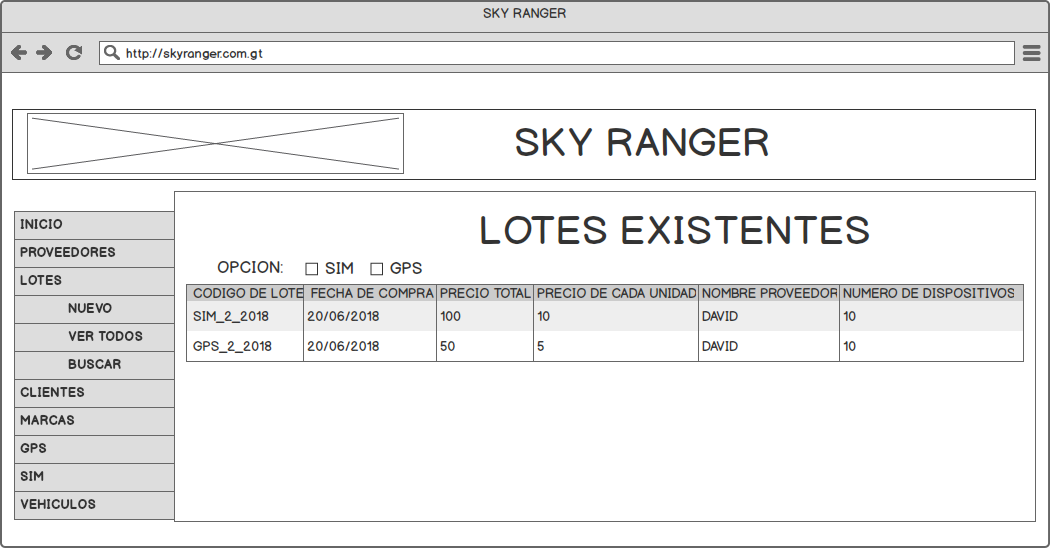 SKY RANGER
http://skyranger.com.gt
SKY RANGER
INICIO
PROVEEDORES
LOTES
NUEVO
VER TODOS
BUSCAR
CLIENTES
MARCAS
GPS
SIM
VEHICULOS
LOTES EXISTENTES
OPCION: SIM GPS
CODIGO DE LOTE FECHA DE COMPRA PRECIO TOTAL PRECIO DE CADA UNIDAD NOMBRE PROVEEDOR NUMERO DE DISPOSITIVOS
SIM_2_2018 20/06/2018 100 10 DAVID 10
GPS_2_2018 20/06/2018 50 5 DAVID 10